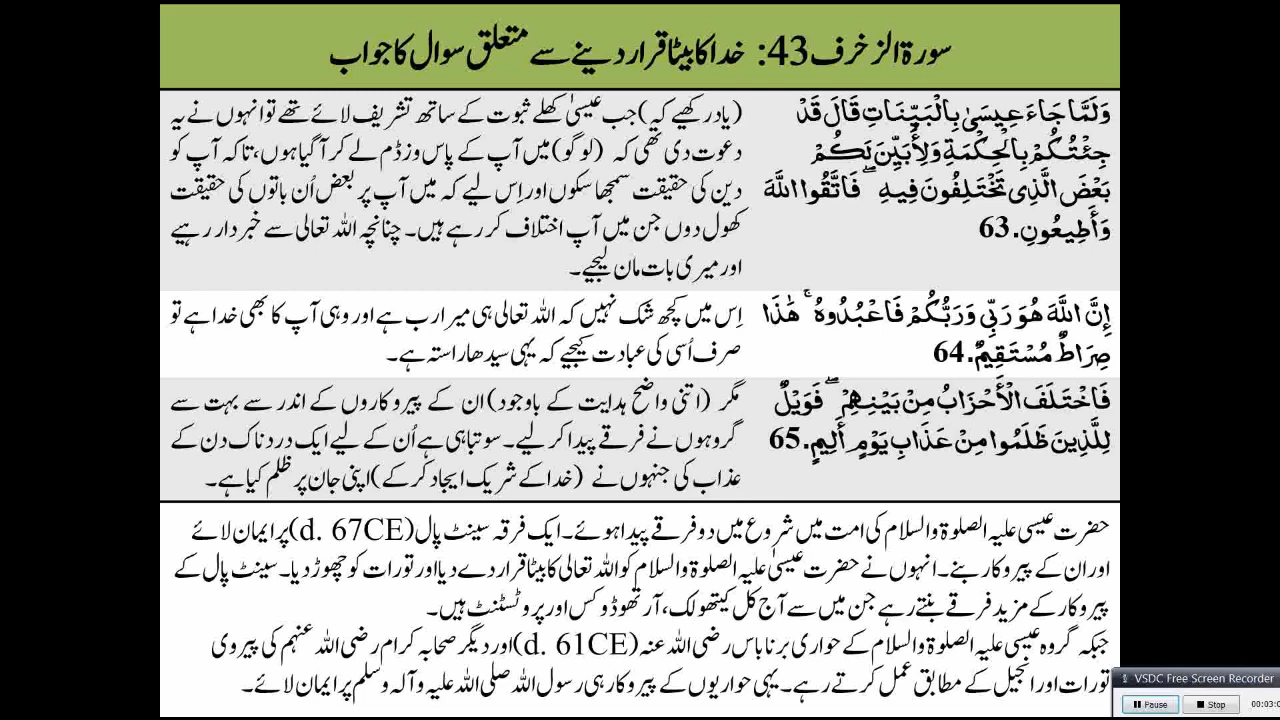 سورۃ الزخرف 43: خدا کا بیٹا قرار دینے سے متعلق سوال کا جواب
وَلَمَّا جَاءَ عِيسَىٰ بِالْبَيِّنَاتِ قَالَ قَدْ
جِئْتُكُمْ بِالْحِكْمَةِ وَلِأُبَيِّنَ لَكُمْ
بَعْضَ الَّذِي تَخْتَلِفُونَ فِيهِ ۖ فَاتَّقُوا اللَّهَ
وَأَطِيعُونِ. 63
(یاد رکھیے کہ) جب عیسیٰ کھلے ثبوت کے ساتھ تشریف لائے تھے تو انہوں نے یہ
دعوت دی تھی کہ (لوگو) میں آپ کے پاس وزڈم لے کر آ گیا ہوں، تاکہ آپ کو
دین کی حقیقت سمجھا سکوں اور اِس لیے کہ میں آپ پر بعض اُن باتوں کی حقیقت
کھول دوں جن میں آپ اختلاف کر رہے ہیں۔ چنانچہ اللہ تعالی سے خبردار رہیے
اور میری بات مان لیجیے۔
إِنَّ اللَّهَ هُوَ رَبِّي وَرَبُّكُمْ فَاعْبُدُوهُ ۚ هَٰذَا
صِرَاطٌ مُسْتَقِيمٌ. 64
اِس میں کچھ شک نہیں کہ اللہ تعالی ہی میرا رب ہے اور وہی آپ کا بھی خدا ہے تو
صرف اُسی کی عبادت کیجیے کہ یہی سیدھا راستہ ہے۔
فَاخْتَلَفَ الْأَحْزَابُ مِنْ بَيْنِهِمْ ۖ فَوَيْلٌ
لِلَّذِينَ ظَلَمُوا مِنْ عَذَابِ يَوْمٍ أَلِيمٍ. 65
مگر (اتنی واضح ہدایت کے باوجود) ان کے پیروکاروں کے اندر سے بہت سے
گروہوں نے فرقے پیدا کر لیے۔ سو تباہی ہے اُن کے لیے ایک دردناک دن کے
عذاب کی جنہوں نے (خدا کے شریک ایجاد کر کے) اپنی جان پر ظلم کیا ہے۔
حضرت عیسی علیہ الصلوۃ والسلام کی امت میں شروع میں دو فرقے پیدا ہوئے۔ ایک فرقہ سینٹ پال (d. 67CE) پر ایمان لائے
اور ان کے پیروکار بنے۔ انہوں نے حضرت عیسی علیہ الصلوۃ والسلام کو اللہ تعالی کا بیٹا قرار دے دیا اور تورات کو چھوڑ دیا۔ سینٹ پال کے
پیروکار کے مزید فرقے بنتے رہے جن میں سے آج کل کیتھولک، آرتھوڈوکس اور پروٹسٹنٹ ہیں۔
جبکہ گروہ عیسی علیہ الصلوۃ والسلام کے حواری برناباس رضی اللہ عنہ (d. 61CE) اور دیگر صحابہ کرام رضی اللہ عنہم کی پیروی
تورات اور انجیل کے مطابق عمل کرتے رہے۔ یہی حواریوں کے پیروکار ہی رسول اللہ صلی اللہ علیہ وآلہ وسلم پر ایمان لائے۔
VSDC Free Screen Recorder
Pause Stop 00:03:0